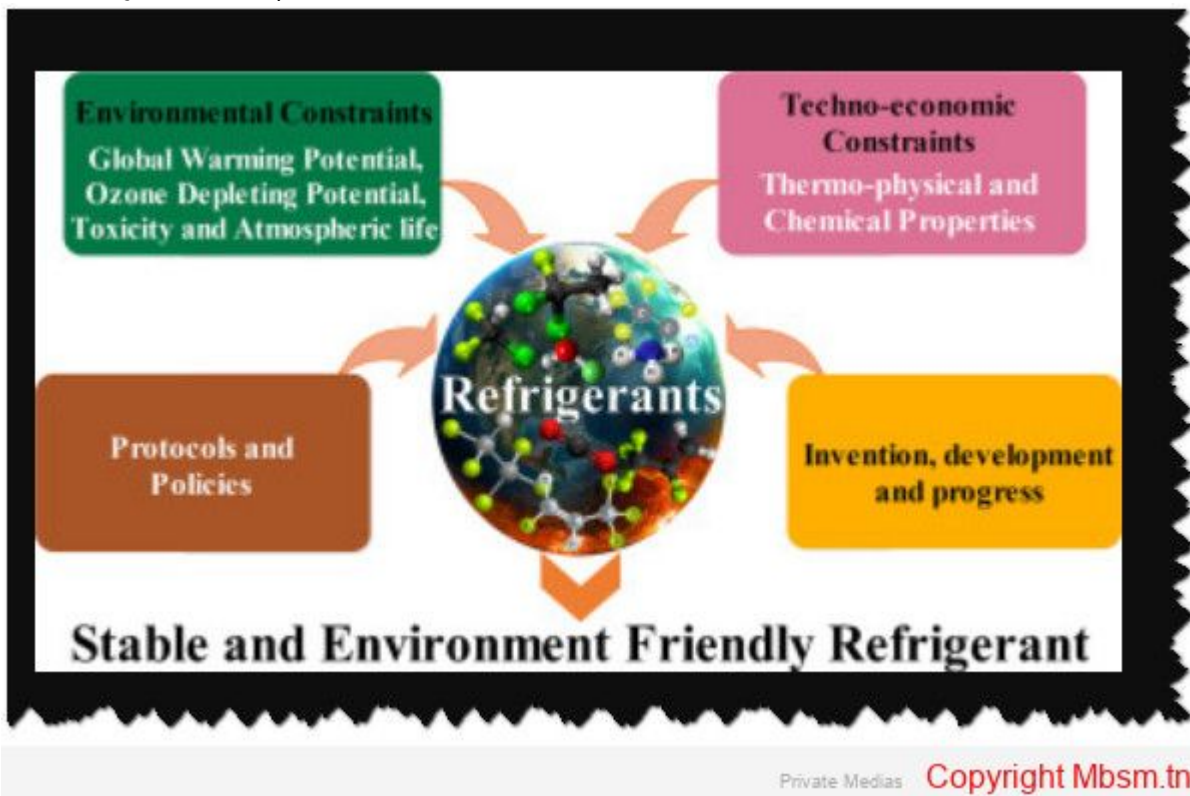 Environmental Constraints
Global Warming Potential,
Ozone Depleting Potential,
Toxicity and Atmospheric life
Techno-economic
Constraints
Thermo-physical and
Chemical Properties
Refrigerants
Protocols and
Policies
Invention, development
and progress
Stable and Environment Friendly Refrigerant
Private Medias
Copyright Mbsm.tn